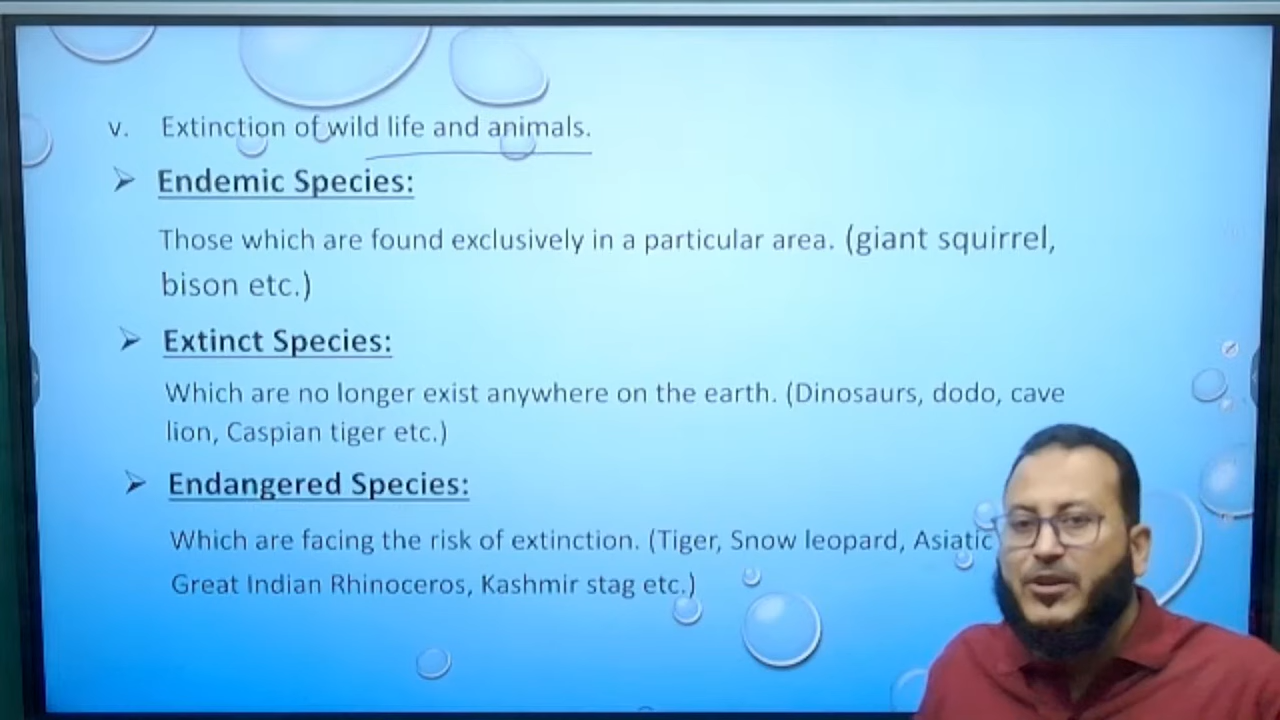 v. Extinction of wild life and animals.
➢ Endemic Species:
Those which are found exclusively in a particular area. (giant squirrel,
bison etc.)
➢ Extinct Species:
Which are no longer exist anywhere on the earth. (Dinosaurs, dodo, cave
lion, Caspian tiger etc.)
➢ Endangered Species:
Which are facing the risk of extinction. (Tiger, Snow leopard, Asiatic
Great Indian Rhinoceros, Kashmir stag etc.)